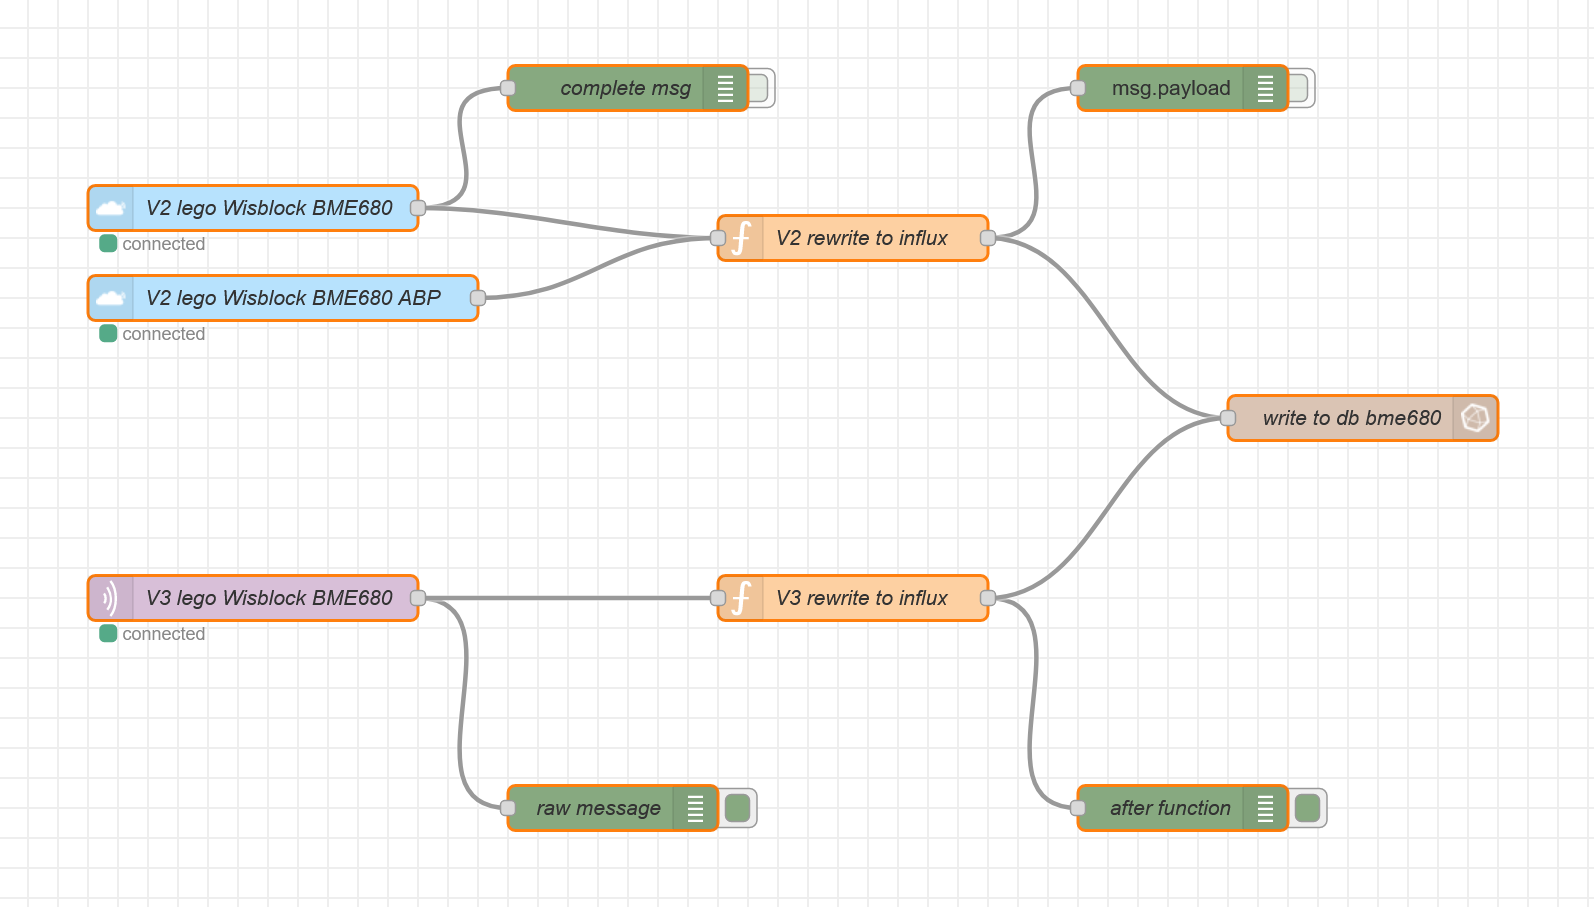 complete msg
msg.payload
V2 lego Wisblock BME680
connected
V2 rewrite to influx
V2 lego Wisblock BME680 ABP
connected
write to db bme680
V3 lego Wisblock BME680
connected
V3 rewrite to influx
raw message
after function